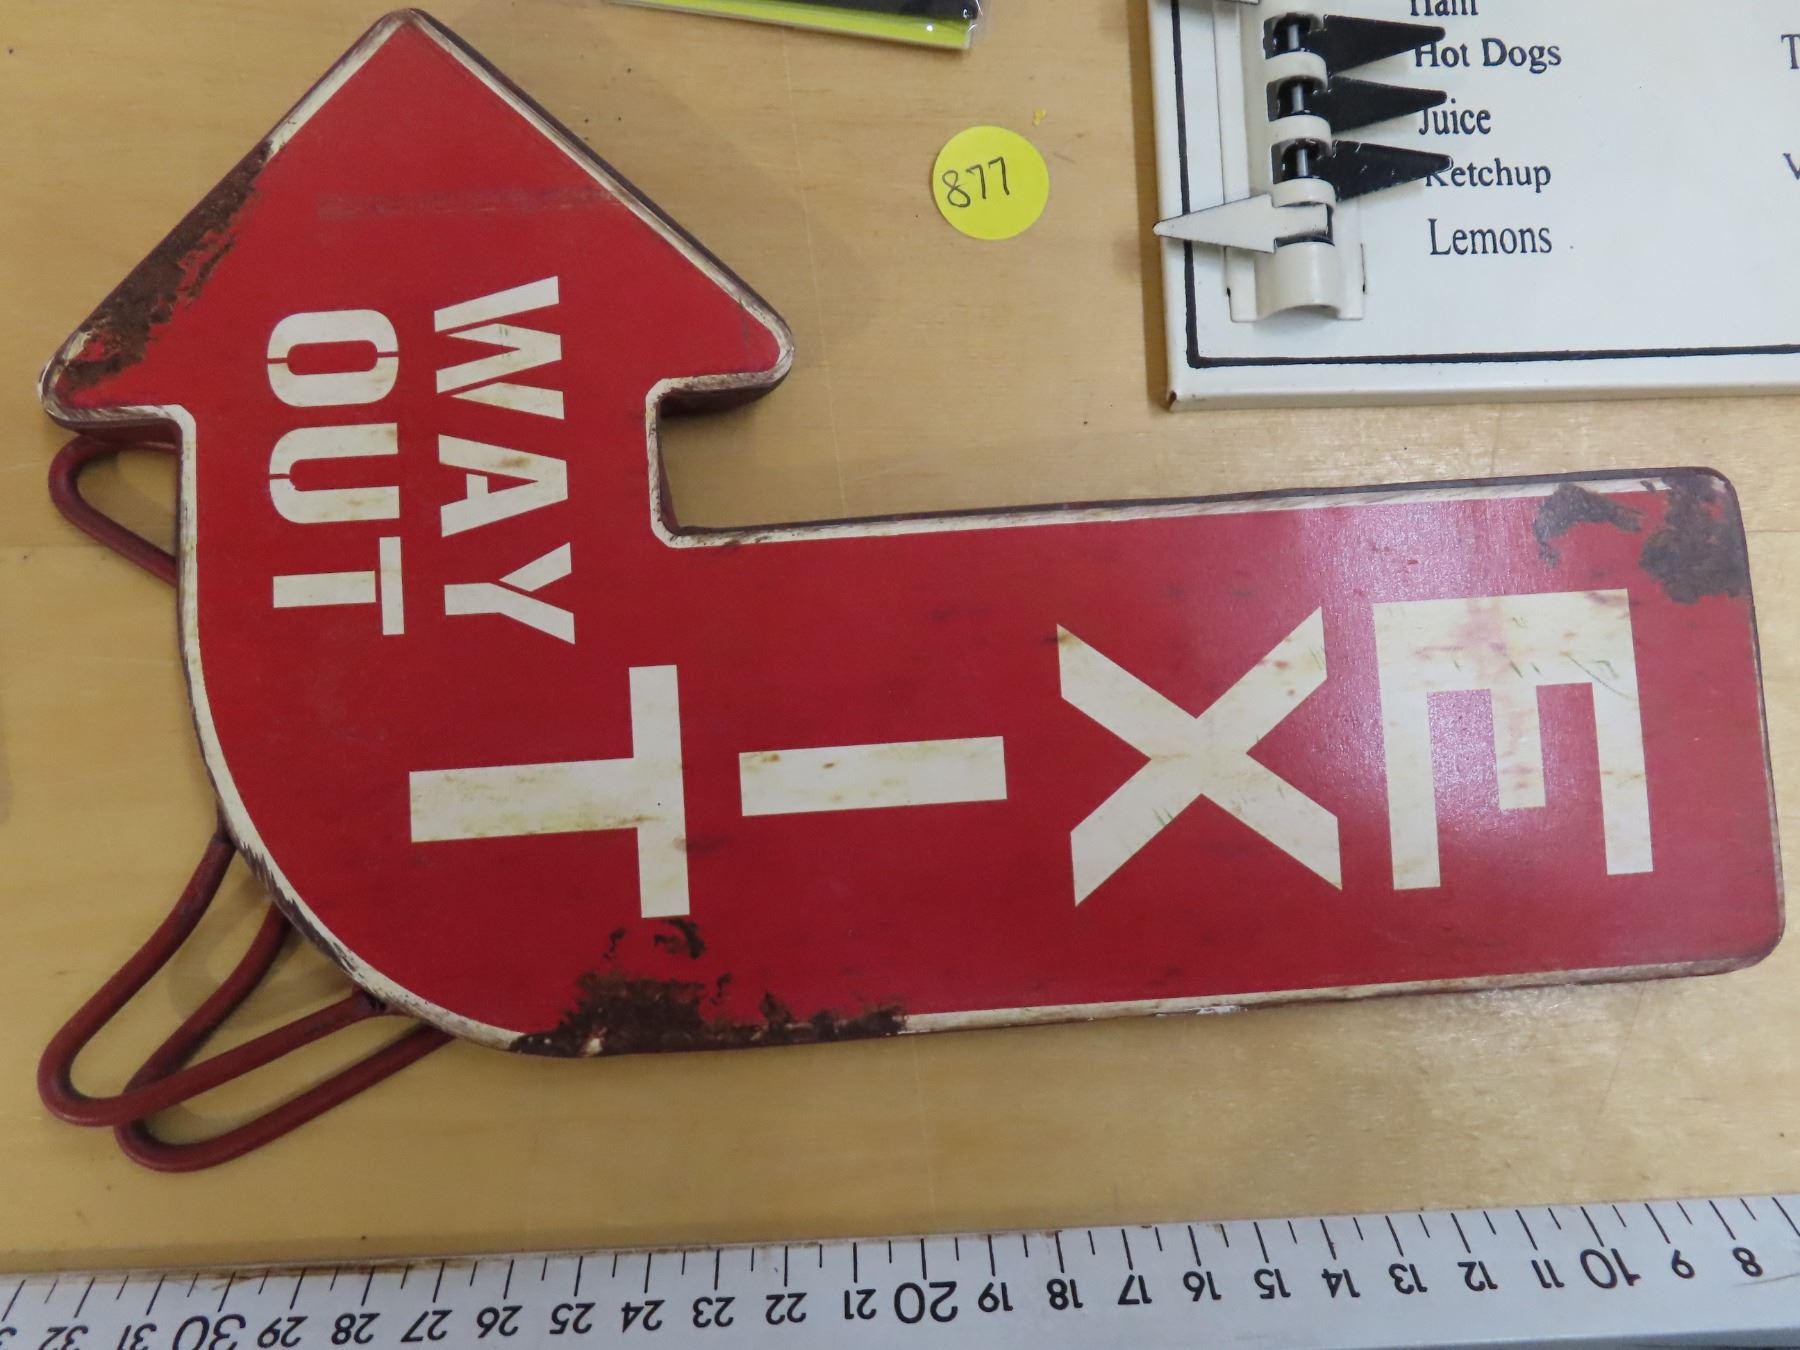 EXIT
WAY
OUT
877
Ham
Hot Dogs
Juice
Ketchup
Lemons
32 31 30 29 28 27 26 25 24 23 22 21 20 19 18 17 16 15 14 13 12 11 10 9 8